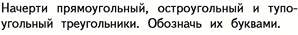 Начерти прямоугольный, остроугольный и тупо-
угольный треугольники. Обозначь их буквами.